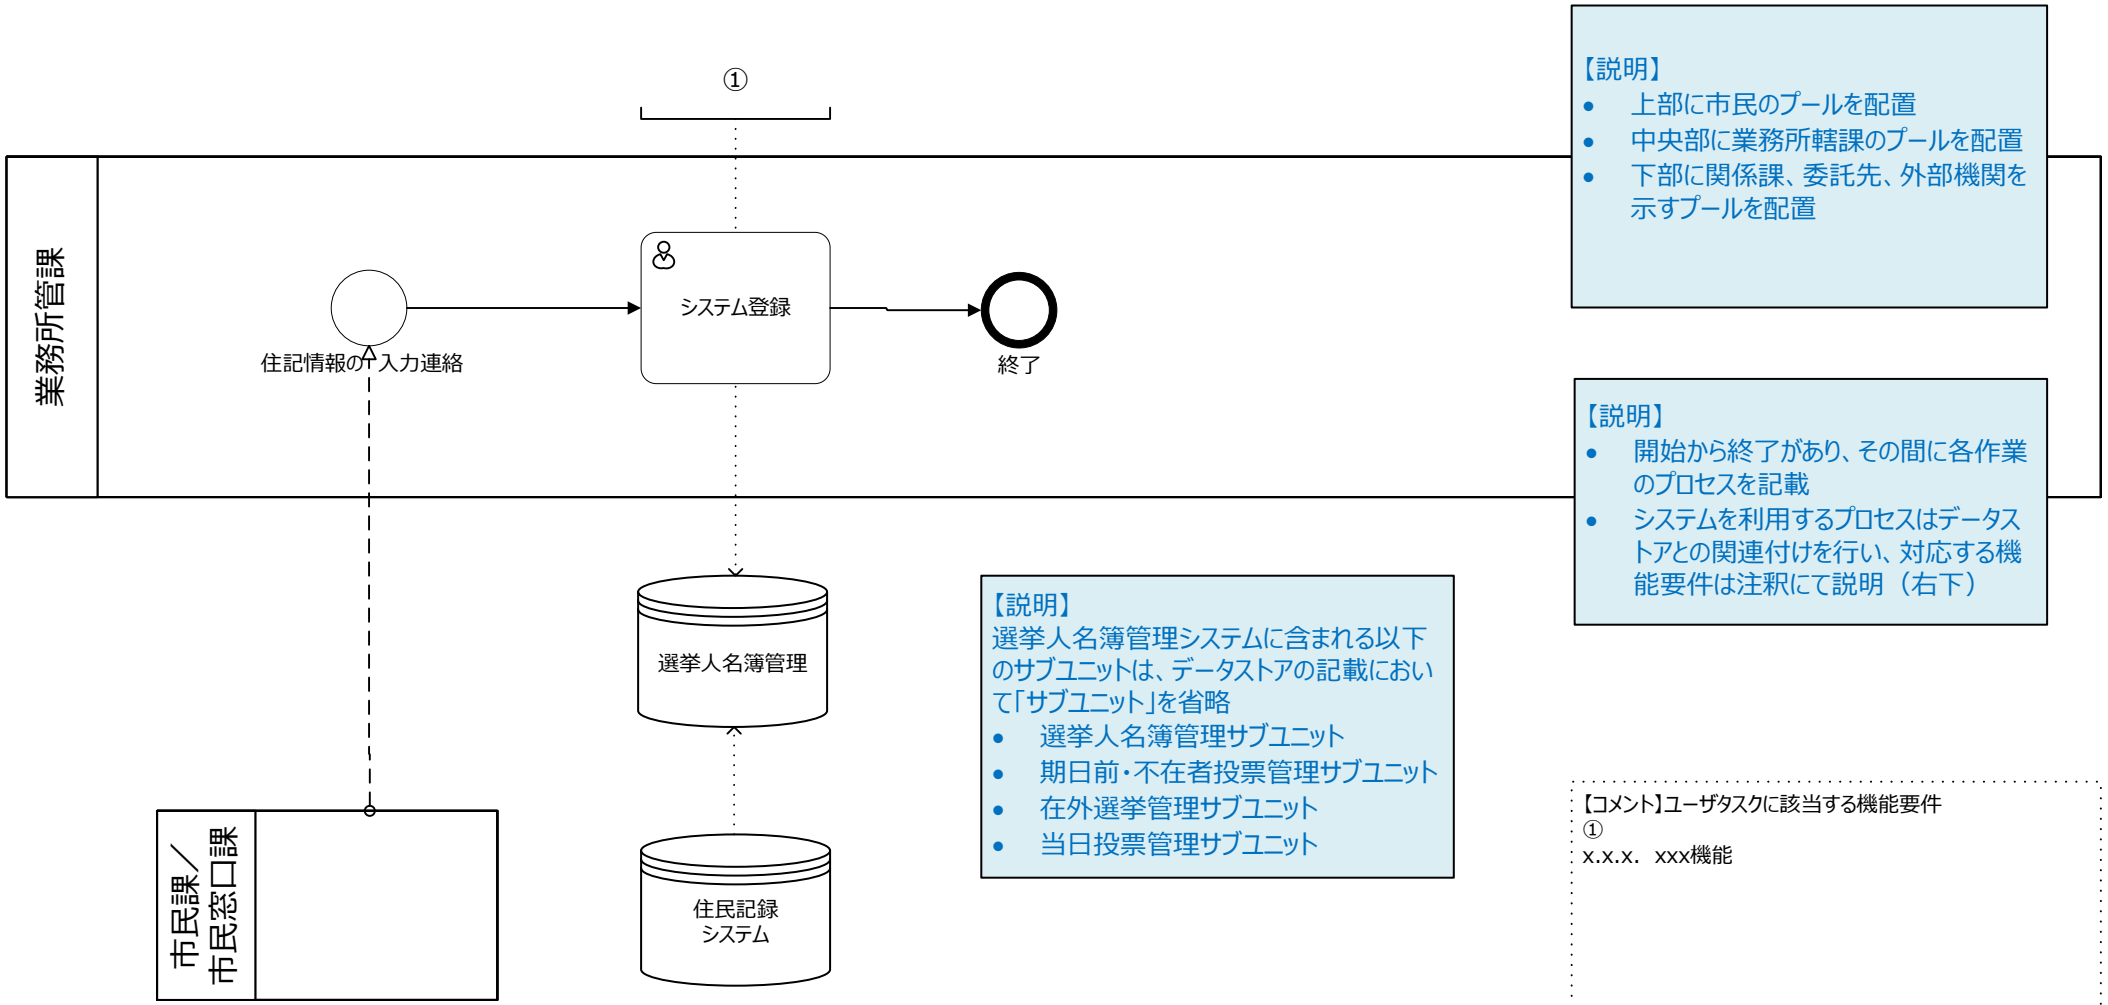 ①
【説明】
• 上部に市民のプールを配置
• 中央部に業務所轄課のプールを配置
• 下部に関係課、委託先、外部機関を
示すプールを配置
業務所管課
システム登録
住記情報の 入力連絡
終了
【説明】
• 開始から終了があり、その間に各作業
のプロセスを記載
• システムを利用するプロセスはデータス
トアとの関連付けを行い、対応する機
能要件は注釈にて説明（右下）
選挙人名簿管理
【説明】
選挙人名簿管理システムに含まれる以下
のサブユニットは、データストアの記載におい
て「サブユニット」を省略
• 選挙人名簿管理サブユニット
• 期日前・不在者投票管理サブユニット
• 在外選挙管理サブユニット
• 当日投票管理サブユニット
市民課／
市民窓口課
住民記録
システム
【コメント】ユーザタスクに該当する機能要件
①
x.x.x. xxx機能